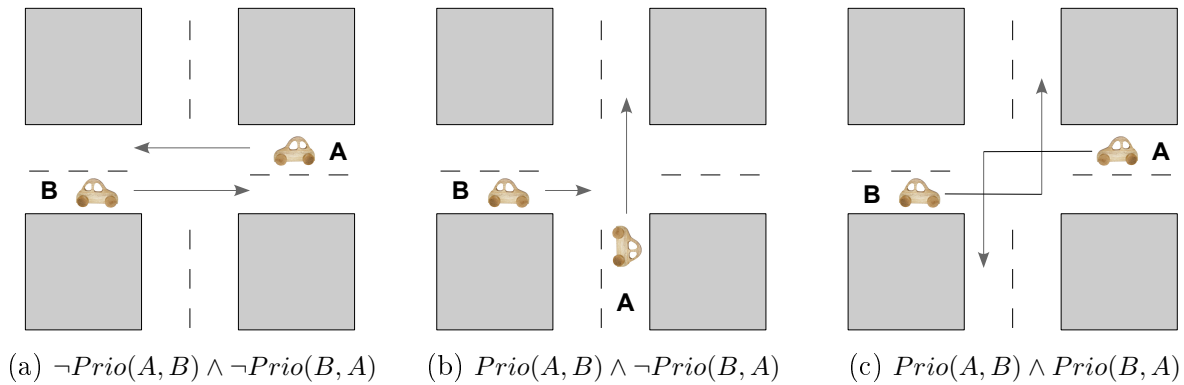 A
B
B
A
A
B
(a) ¬Prio(A, B) ∧ ¬Prio(B, A)
(b) Prio(A, B) ∧ ¬Prio(B, A)
(c) Prio(A, B) ∧ Prio(B, A)